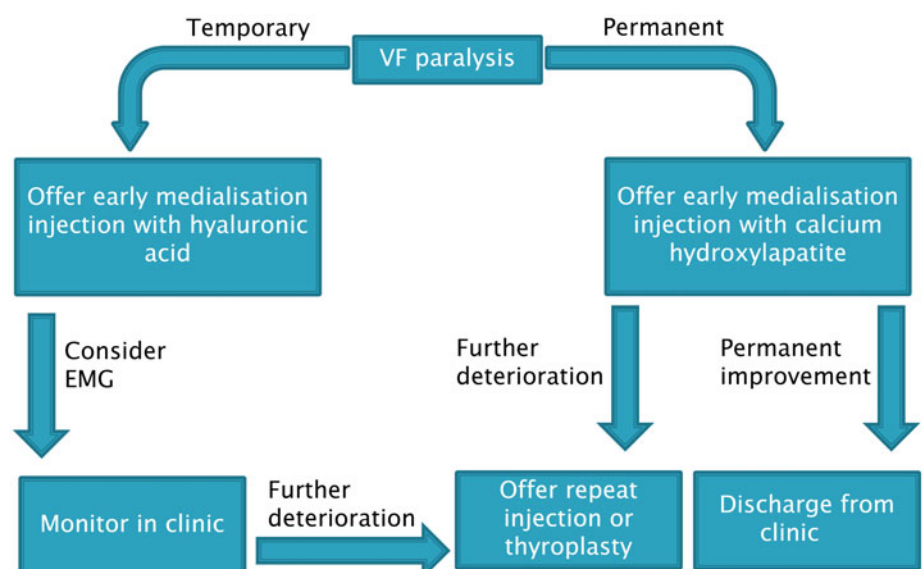 Temporary
VF paralysis
Permanent
Offer early medialisation
injection with hyaluronic
acid
Offer early medialisation
injection with calcium
hydroxylapatite
Consider
EMG
Further
deterioration
Permanent
improvement
Monitor in clinic
Further
deterioration
Offer repeat
injection or
thyroplasty
Discharge from
clinic